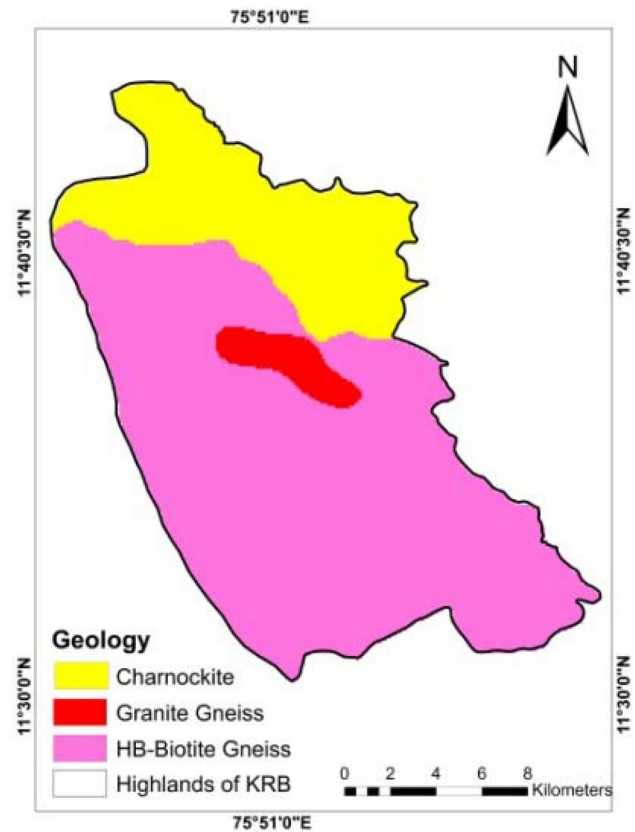 75°51'0"E
N
11°40'30"N
11°40'30"N
Geology
Charnockite
Granite Gneiss
HB-Biotite Gneiss
Highlands of KRB
11°30'0"N
11°30'0"N
0 2 4 6 8
Kilometers
75°51'0"E